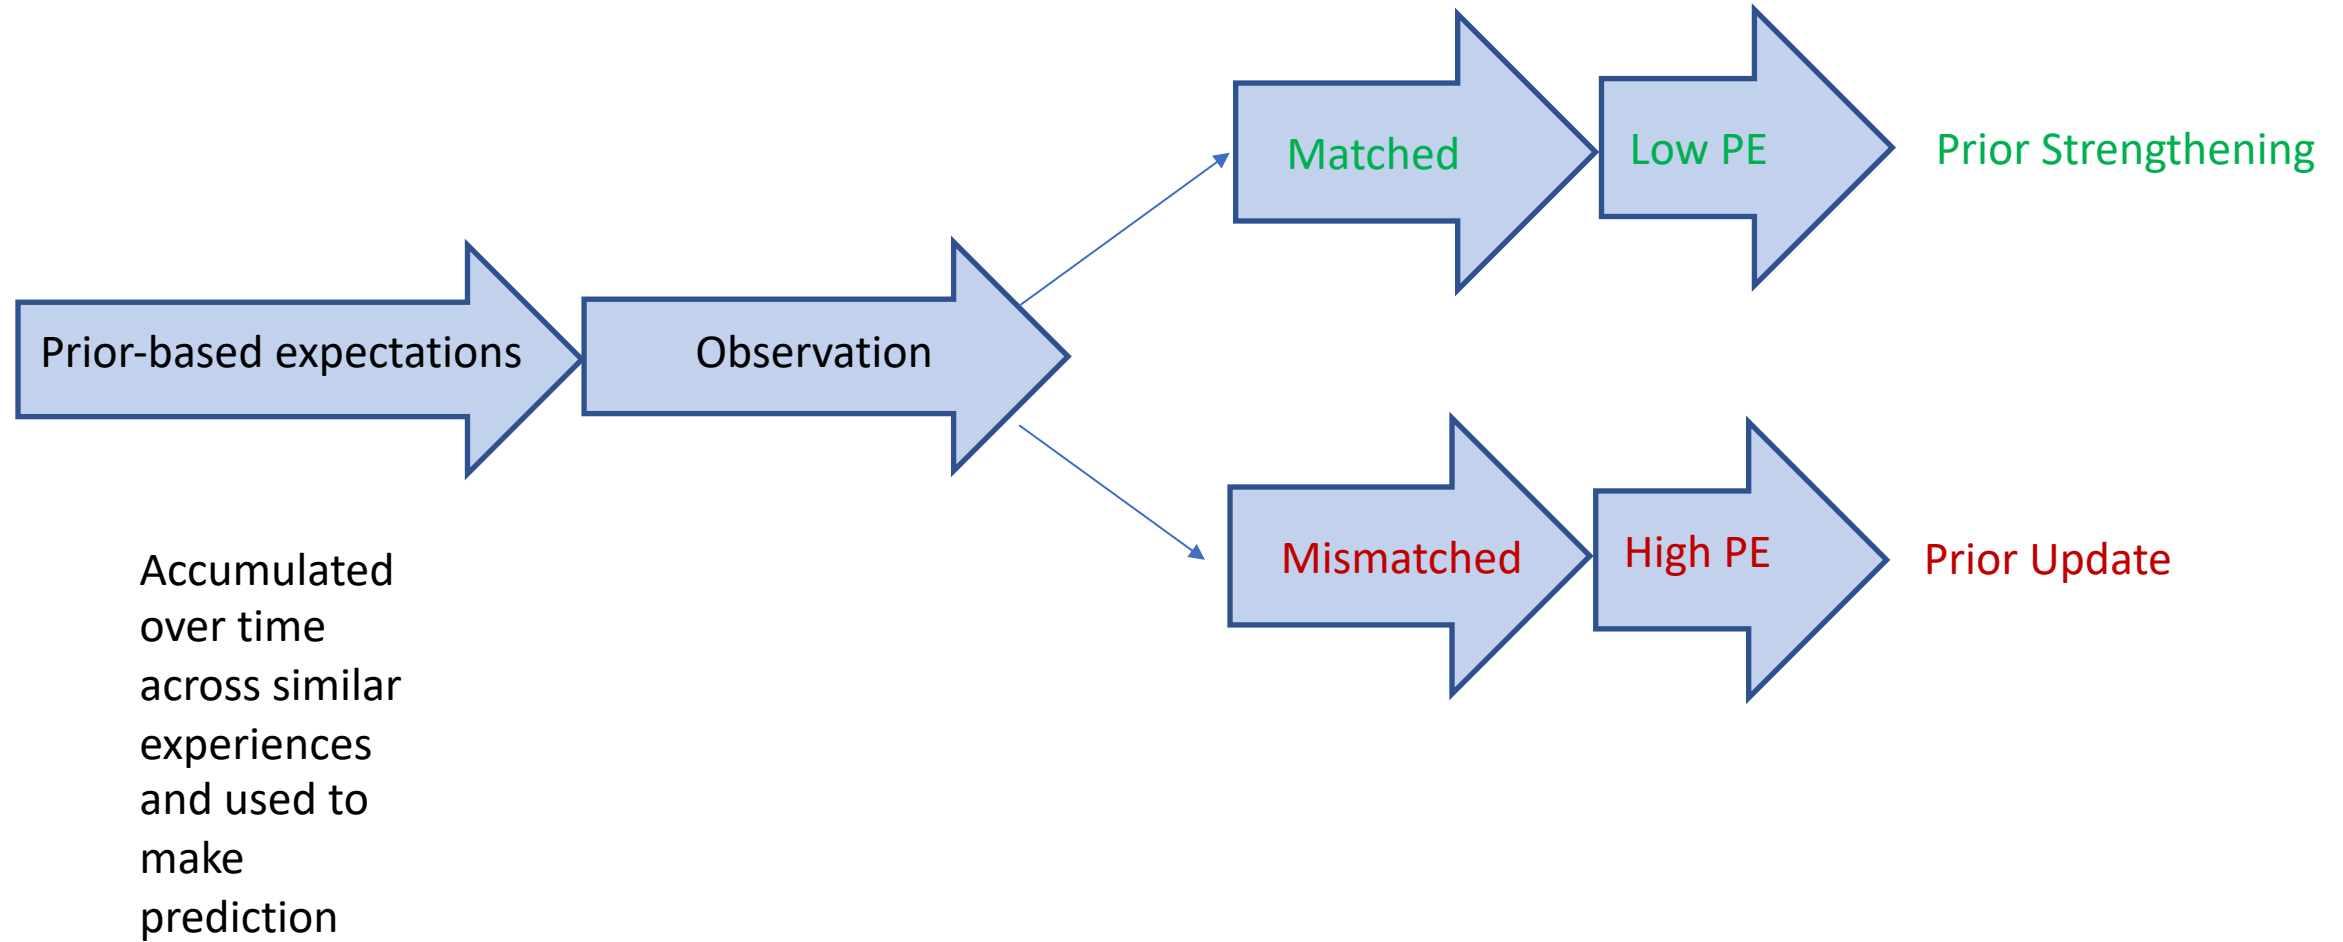 Prior-based expectations
Observation
Matched
Low PE
Prior Strengthening
Mismatched
High PE
Prior Update
Accumulated
over time
across similar
experiences
and used to
make
prediction